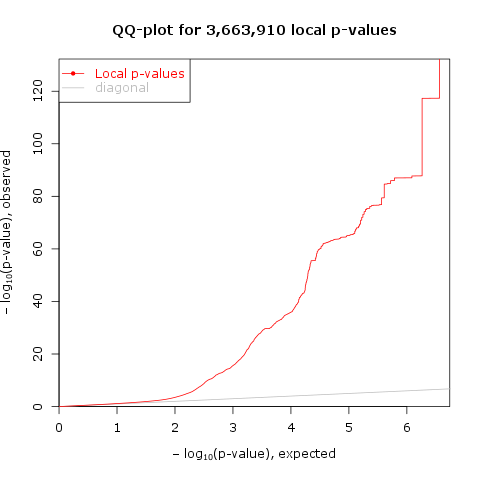 QQ-plot for 3,663,910 local p-values
Local p-values
diagonal
120
100
80
60
40
20
0
− log₁₀(p-value), observed
0 1 2 3 4 5 6
− log₁₀(p-value), expected